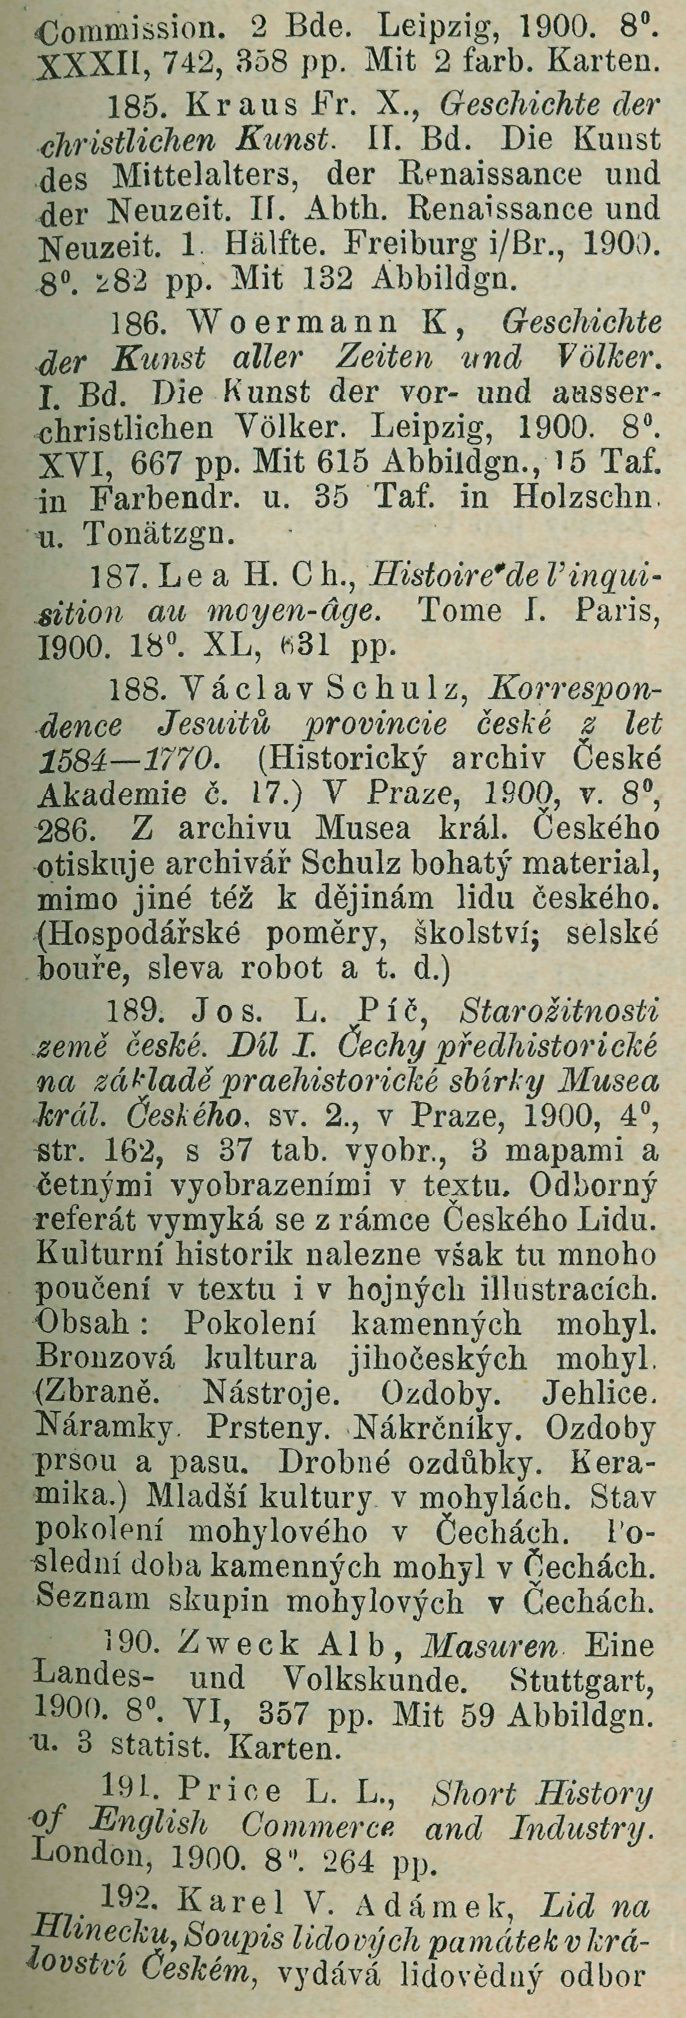 Commission. 2 Bde. Leipzig, 1900. 8⁰.
XXXII, 742, 358 pp. Mit 2 farb. Karten.
185. Kraus Fr. X., Geschichte der
christlichen Kunst. II. Bd. Die Kunst
des Mittelalters, der Renaissance und
der Neuzeit. II. Abth. Renaissance und
Neuzeit. 1. Hälfte. Freiburg i/Br., 1900.
8⁰. 282 pp. Mit 132 Abbildgn.
186. Woermann K, Geschichte
der Kunst aller Zeiten und Völker.
I. Bd. Die Kunst der vor- und ausser-
christlichen Völker. Leipzig, 1900. 8⁰.
XVI, 667 pp. Mit 615 Abbildgn., 15 Taf.
in Farbendr. u. 35 Taf. in Holzschn.
u. Tonätzgn.
187. Lea H. Ch., Histoire de l'inqui-
sition au moyen-âge. Tome I. Paris,
1900. 18⁰. XL, 631 pp.
188. Václav Schulz, Korrespon-
dence Jesuitů provincie české z let
1584—1770. (Historický archiv České
Akademie č. 17.) V Praze, 1900, v. 8⁰,
286. Z archivu Musea král. Českého
otiskuje archivář Schulz bohatý material,
mimo jiné též k dějinám lidu českého.
(Hospodářské poměry, školství; selské
bouře, sleva robot a t. d.)
189. Jos. L. Píč, Starožitnosti
země české. Díl I. Čechy předhistorické
na základě praehistorické sbírky Musea
král. Českého, sv. 2., v Praze, 1900, 4⁰,
str. 162, s 37 tab. vyobr., 3 mapami a
četnými vyobrazeními v textu. Odborný
referát vymyká se z rámce Českého Lidu.
Kulturní historik nalezne však tu mnoho
poučení v textu i v hojných illustracích.
Obsah: Pokolení kamenných mohyl.
Bronzová kultura jihočeských mohyl.
(Zbraně. Nástroje. Ozdoby. Jehlice.
Náramky. Prsteny. Nákrčníky. Ozdoby
prsou a pasu. Drobné ozdůbky. Kera-
mika.) Mladší kultury v mohylách. Stav
pokolení mohylového v Čechách. Po-
slední doba kamenných mohyl v Čechách.
Seznam skupin mohylových v Čechách.
190. Zweck Alb, Masuren. Eine
Landes- und Volkskunde. Stuttgart,
1900. 8⁰. VI, 357 pp. Mit 59 Abbildgn.
u. 3 statist. Karten.
191. Price L. L., Short History
of English Commerce and Industry.
London, 1900. 8⁰. 264 pp.
192. Karel V. Adámek, Lid na
Hlinecku, Soupis lidových památek v krá-
lovství Českém, vydává lidovědný odbor